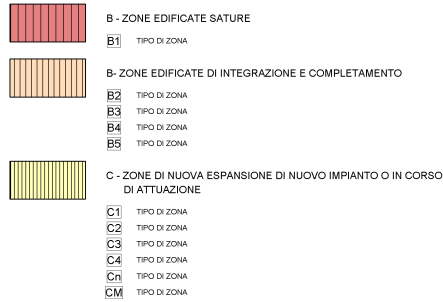 B - ZONE EDIFICATE SATURE
B1 TIPO DI ZONA
B- ZONE EDIFICATE DI INTEGRAZIONE E COMPLETAMENTO
B2 TIPO DI ZONA
B3 TIPO DI ZONA
B4 TIPO DI ZONA
B5 TIPO DI ZONA
C - ZONE DI NUOVA ESPANSIONE DI NUOVO IMPIANTO O IN CORSO
DI ATTUAZIONE
C1 TIPO DI ZONA
C2 TIPO DI ZONA
C3 TIPO DI ZONA
C4 TIPO DI ZONA
Cn TIPO DI ZONA
CM TIPO DI ZONA